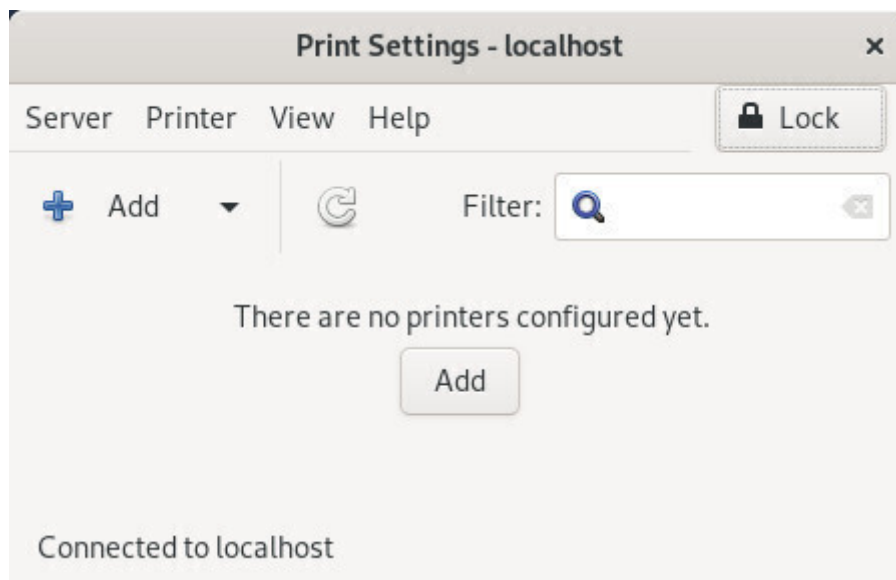 Print Settings - localhost
Server Printer View Help Lock
Add Filter:
There are no printers configured yet.
Add
Connected to localhost